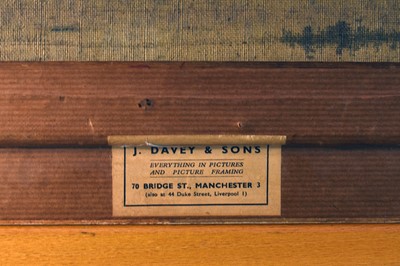 J. DAVEY & SONS
EVERYTHING IN PICTURES
AND PICTURE FRAMING
70 BRIDGE ST., MANCHESTER 3
(also at 44 Duke Street, Liverpool 1)